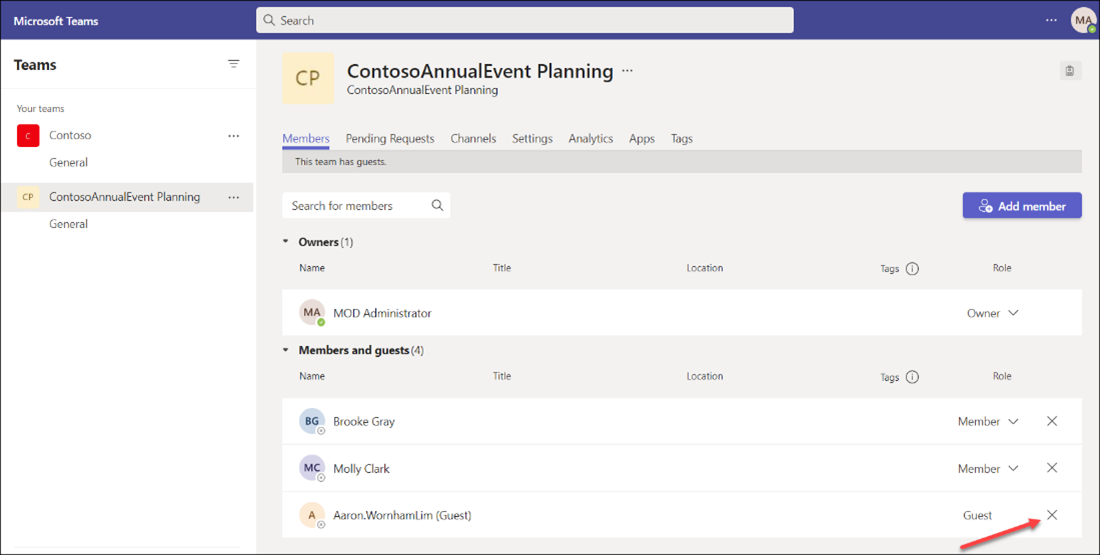 Microsoft Teams
Search
MA
Teams
Your teams
C Contoso
General
CP ContosoAnnualEvent Planning
General
CP
ContosoAnnualEvent Planning
ContosoAnnualEvent Planning
Members Pending Requests Channels Settings Analytics Apps Tags
This team has guests.
Search for members
Add member
Owners (1)
Name Title Location Tags Role
MA MOD Administrator Owner
Members and guests (4)
Name Title Location Tags Role
BG Brooke Gray Member
MC Molly Clark Member
A Aaron.WornhamLim (Guest) Guest